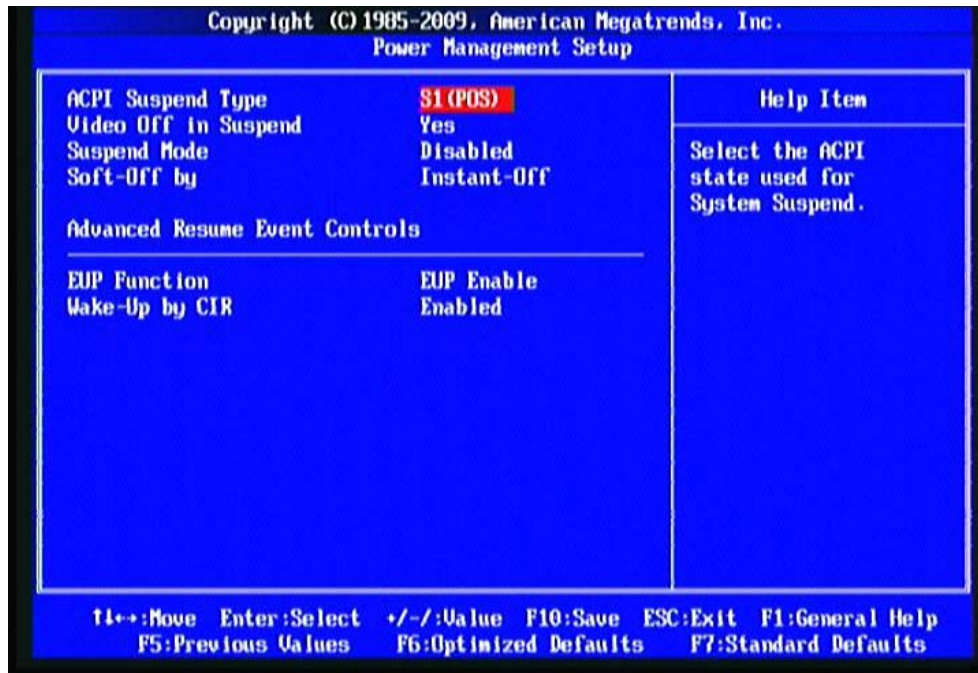 Copyright (C)1985-2009, American Megatrends, Inc.
Power Management Setup
ACPI Suspend Type S1(POS)
Video Off in Suspend Yes
Suspend Mode Disabled
Soft-Off by Instant-Off
Advanced Resume Event Controls
EUP Function EUP Enable
Wake-Up by CIR Enabled
Help Item
Select the ACPI
state used for
System Suspend.
↑↓←→:Move Enter:Select +/-/:Value F10:Save ESC:Exit F1:General Help
F5:Previous Values F6:Optimized Defaults F7:Standard Defaults